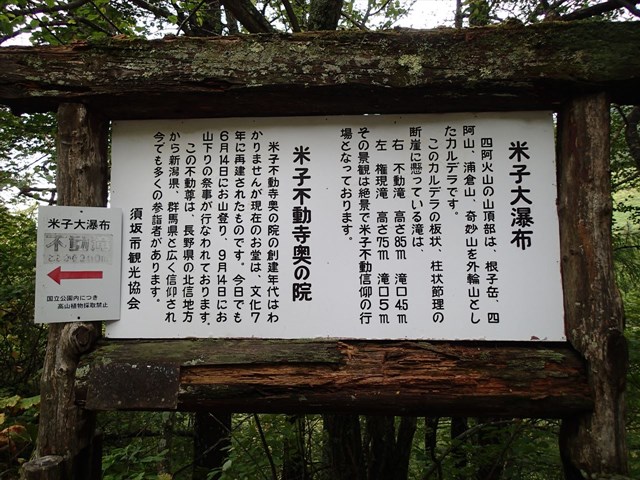 米子大瀑布
四阿火山の山頂部は、根子岳、四
阿山、浦倉山、奇妙山を外輪山とし
たカルデラです。
このカルデラの板状、柱状節理の
断崖に懸っている滝は、
右 不動滝 高さ85m 滝口4.5m
左 権現滝 高さ75m 滝口5m
その景観は絶景で米子不動信仰の行
場となっております。
米子不動寺奥の院
米子不動寺奥の院の創建年代はわ
かりませんが現在のお堂は、文化7
年に再建されたものです。今日でも
6月14日にお山登り、9月14日にお
山下りの祭事が行なわれております。
この不動尊は、長野県の北信地方
から新潟県、群馬県と広く信仰され
今でも多くの参詣者があります。
須坂市観光協会
米子大瀑布
国立公園内につき
高山植物採取禁止